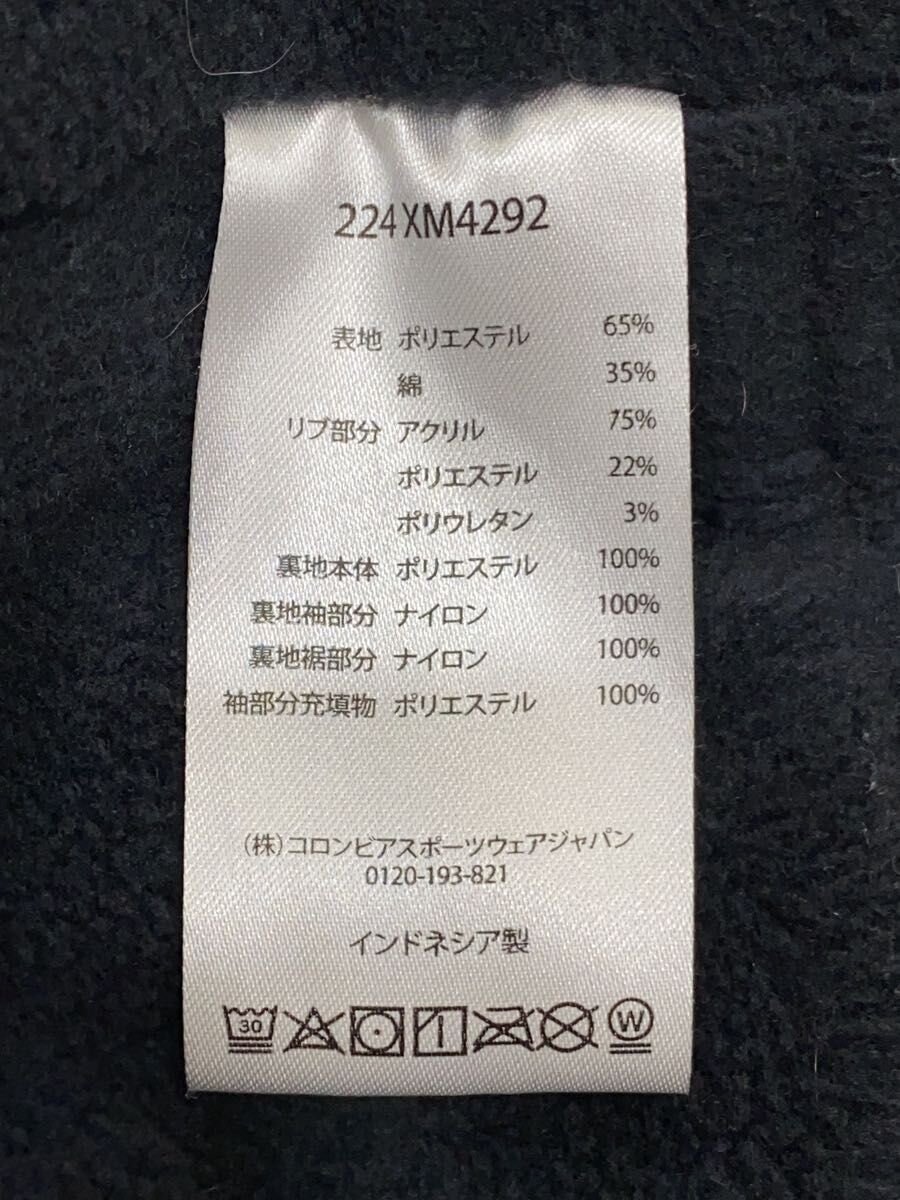 224XM4292
表地 ポリエステル 65%
綿 35%
リブ部分 アクリル 75%
ポリエステル 22%
ポリウレタン 3%
裏地本体 ポリエステル 100%
裏地袖部分 ナイロン 100%
裏地裾部分 ナイロン 100%
袖部分充填物 ポリエステル 100%
(株)コロンビアスポーツウェアジャパン
0120-193-821
インドネシア製
30 W